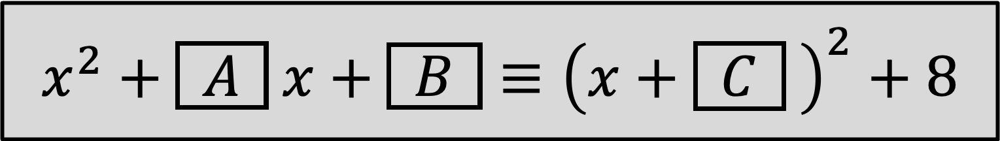 x² + A x + B ≡ (x + C)² + 8